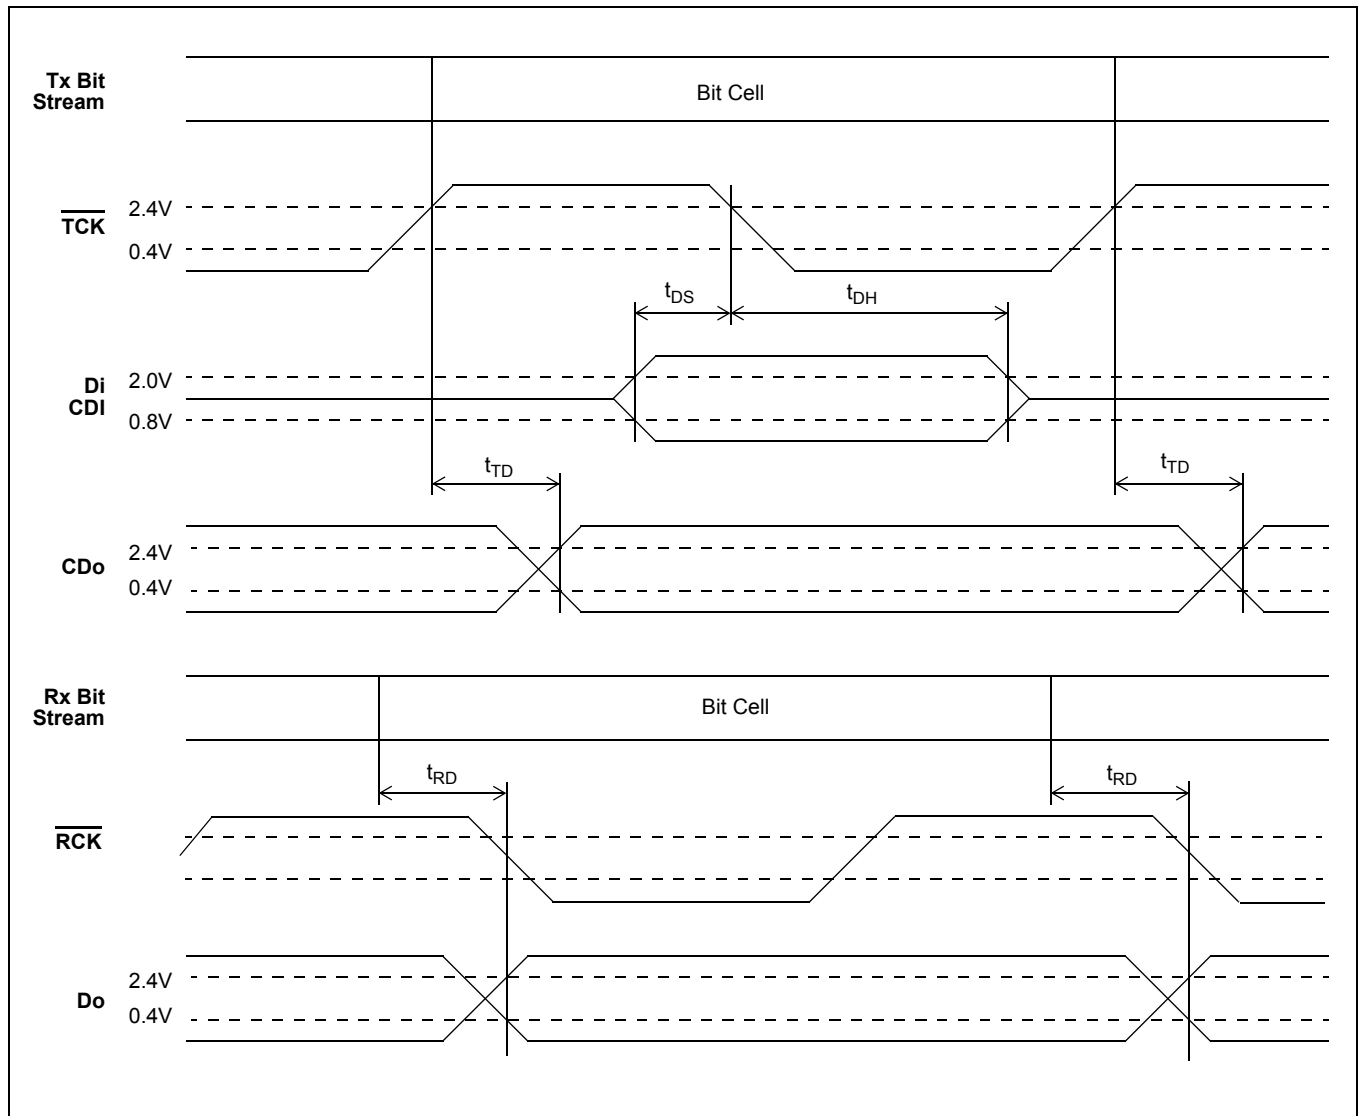 Tx Bit
Stream
Bit Cell
TCK
2.4V
0.4V
tDS
tDH
Di
CDI
2.0V
0.8V
tTD
tTD
CDo
2.4V
0.4V
Rx Bit
Stream
Bit Cell
tRD
tRD
RCK
Do
2.4V
0.4V